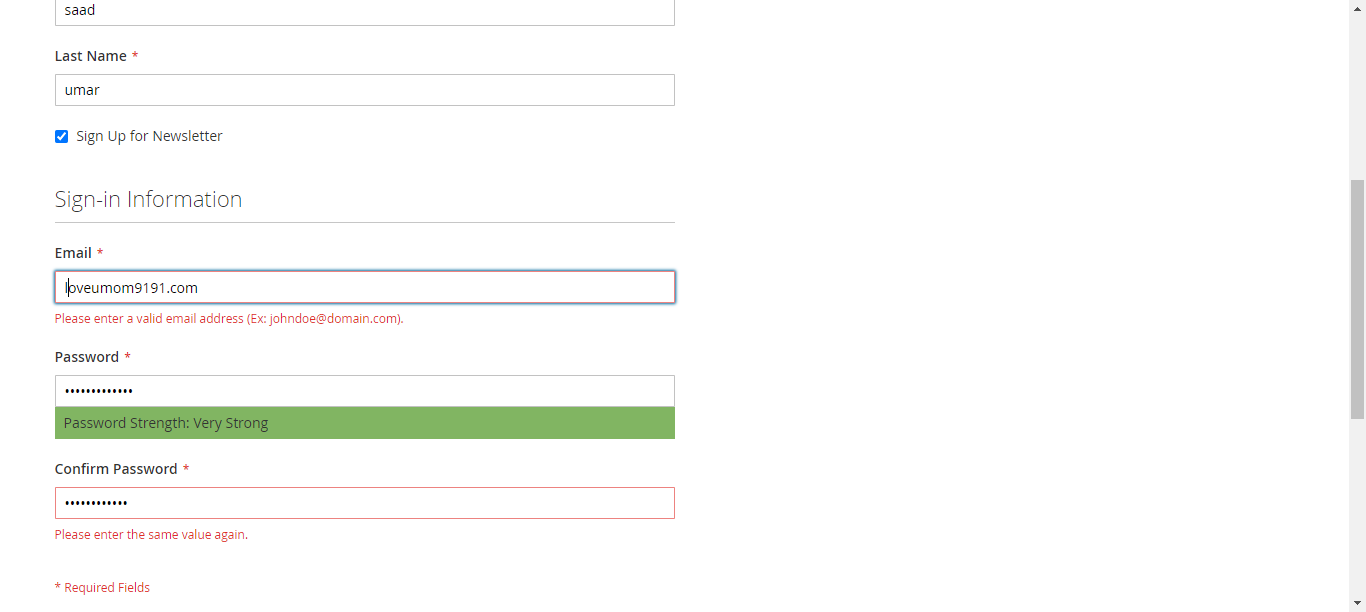 saad
Last Name *
umar
Sign Up for Newsletter
Sign-in Information
Email *
loveumom9191.com
Please enter a valid email address (Ex: johndoe@domain.com).
Password *
•••••••••••••
Password Strength: Very Strong
Confirm Password *
••••••••••••
Please enter the same value again.
* Required Fields